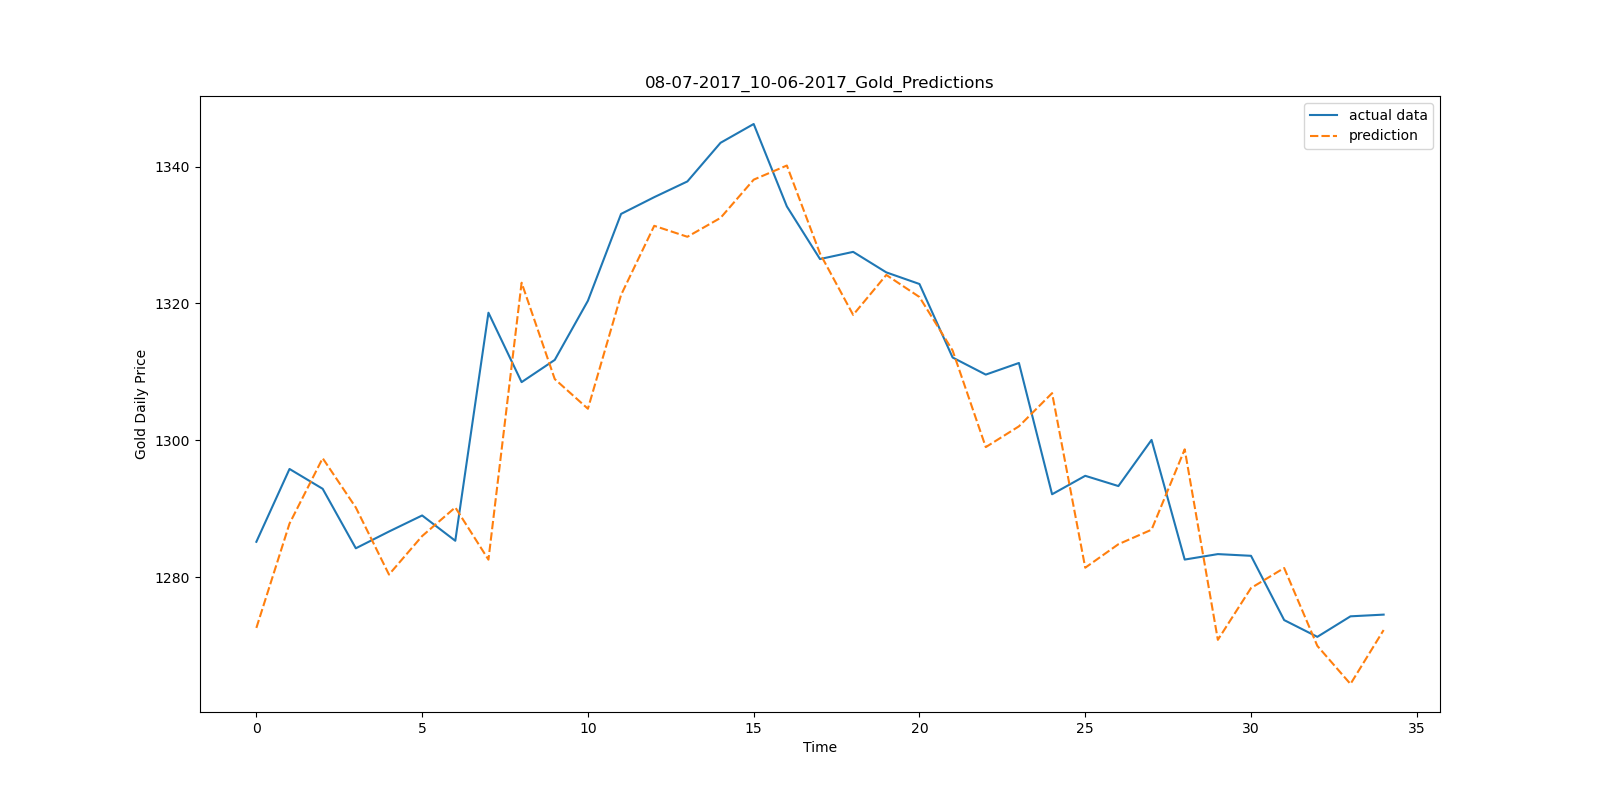 08-07-2017_10-06-2017_Gold_Predictions
actual data
prediction
1340
1320
1300
1280
Gold Daily Price
0 5 10 15 20 25 30 35
Time